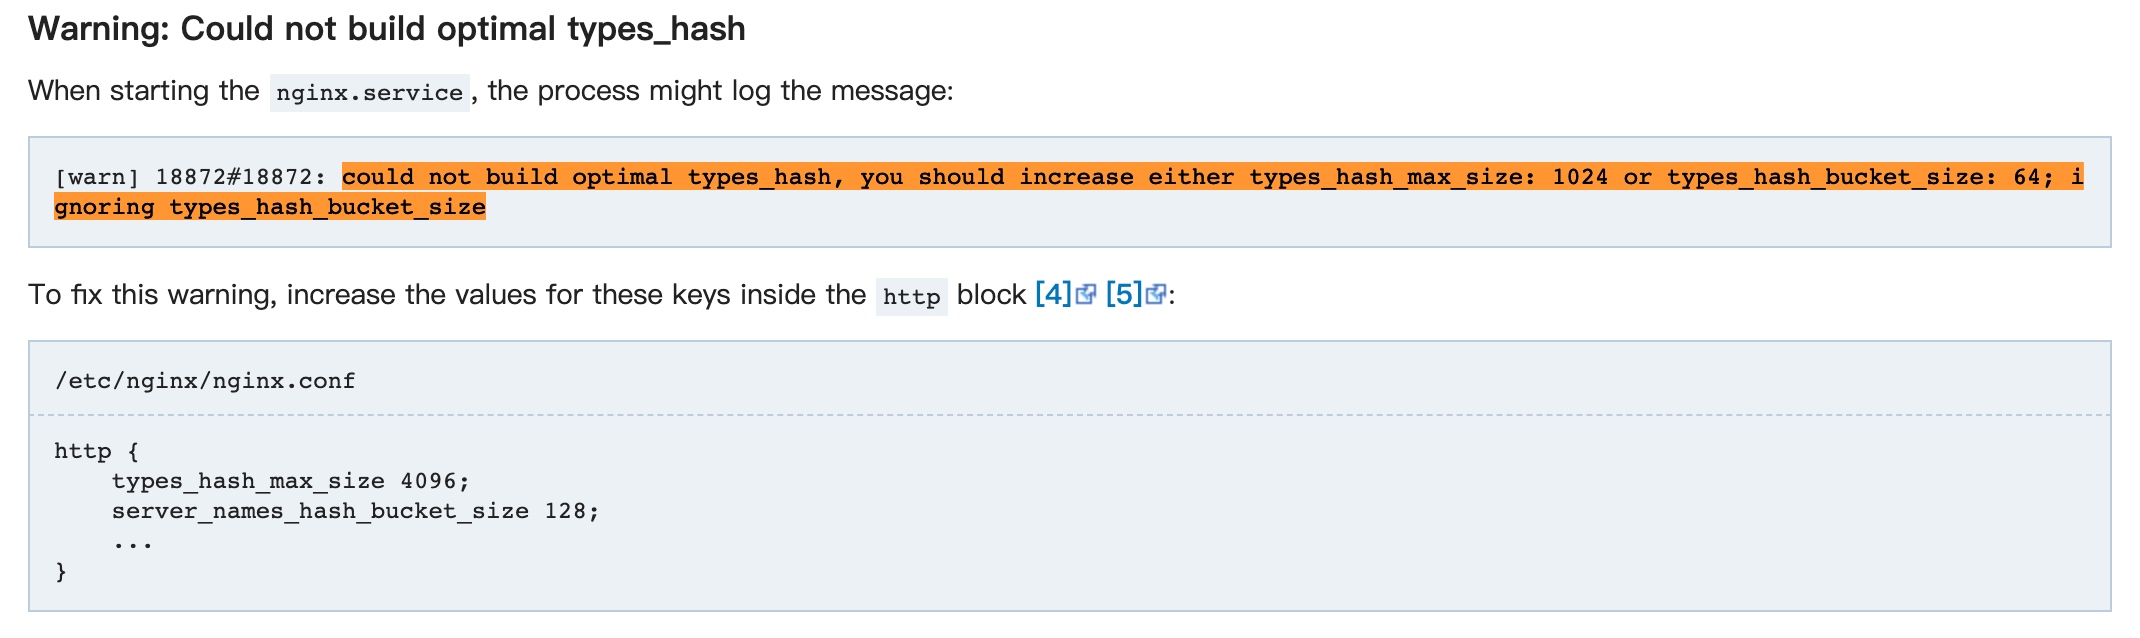 Warning: Could not build optimal types_hash
When starting the nginx.service, the process might log the message:
[warn] 18872#18872: could not build optimal types_hash, you should increase either types_hash_max_size: 1024 or types_hash_bucket_size: 64; i
gnoring types_hash_bucket_size
To fix this warning, increase the values for these keys inside the http block [4] [5]:
/etc/nginx/nginx.conf
http {
    types_hash_max_size 4096;
    server_names_hash_bucket_size 128;
    ...
}